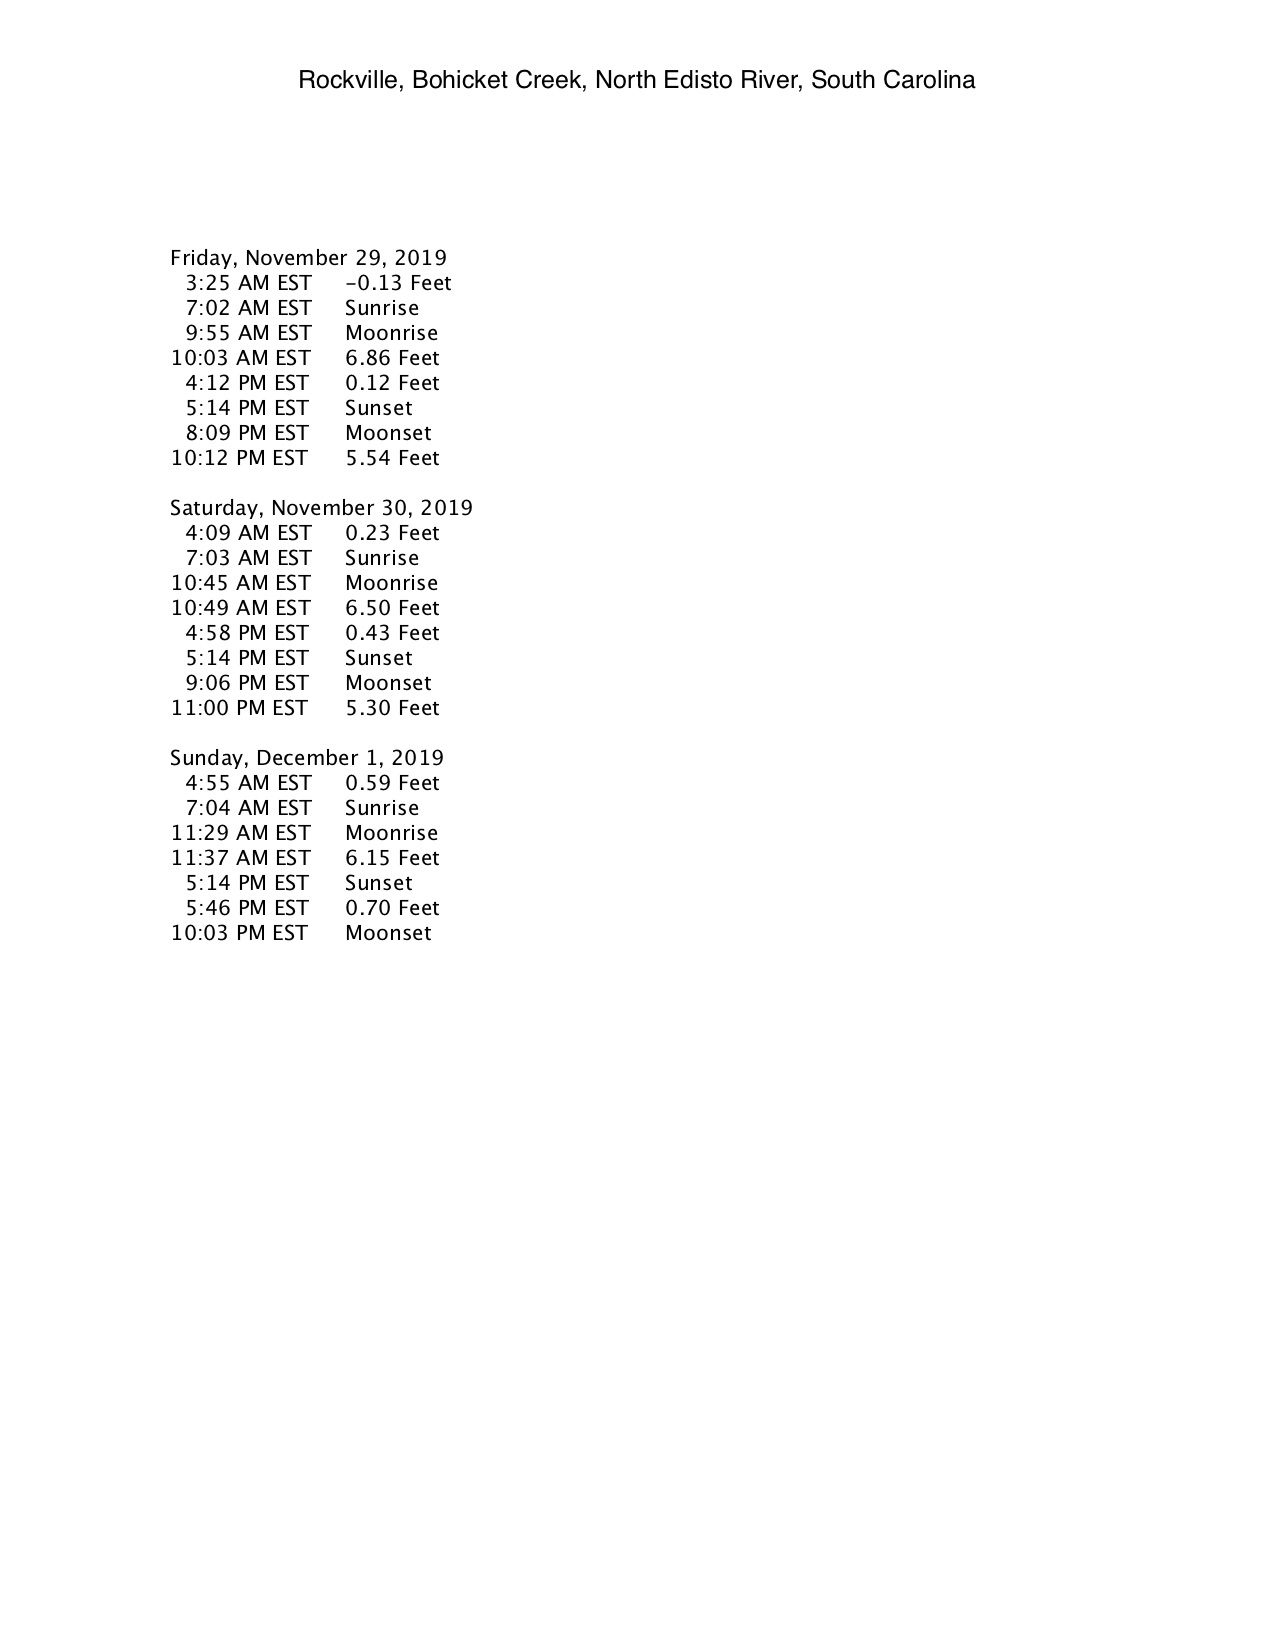 Rockville, Bohicket Creek, North Edisto River, South Carolina
Friday, November 29, 2019
3:25 AM EST -0.13 Feet
7:02 AM EST Sunrise
9:55 AM EST Moonrise
10:03 AM EST 6.86 Feet
4:12 PM EST 0.12 Feet
5:14 PM EST Sunset
8:09 PM EST Moonset
10:12 PM EST 5.54 Feet
Saturday, November 30, 2019
4:09 AM EST 0.23 Feet
7:03 AM EST Sunrise
10:45 AM EST Moonrise
10:49 AM EST 6.50 Feet
4:58 PM EST 0.43 Feet
5:14 PM EST Sunset
9:06 PM EST Moonset
11:00 PM EST 5.30 Feet
Sunday, December 1, 2019
4:55 AM EST 0.59 Feet
7:04 AM EST Sunrise
11:29 AM EST Moonrise
11:37 AM EST 6.15 Feet
5:14 PM EST Sunset
5:46 PM EST 0.70 Feet
10:03 PM EST Moonset